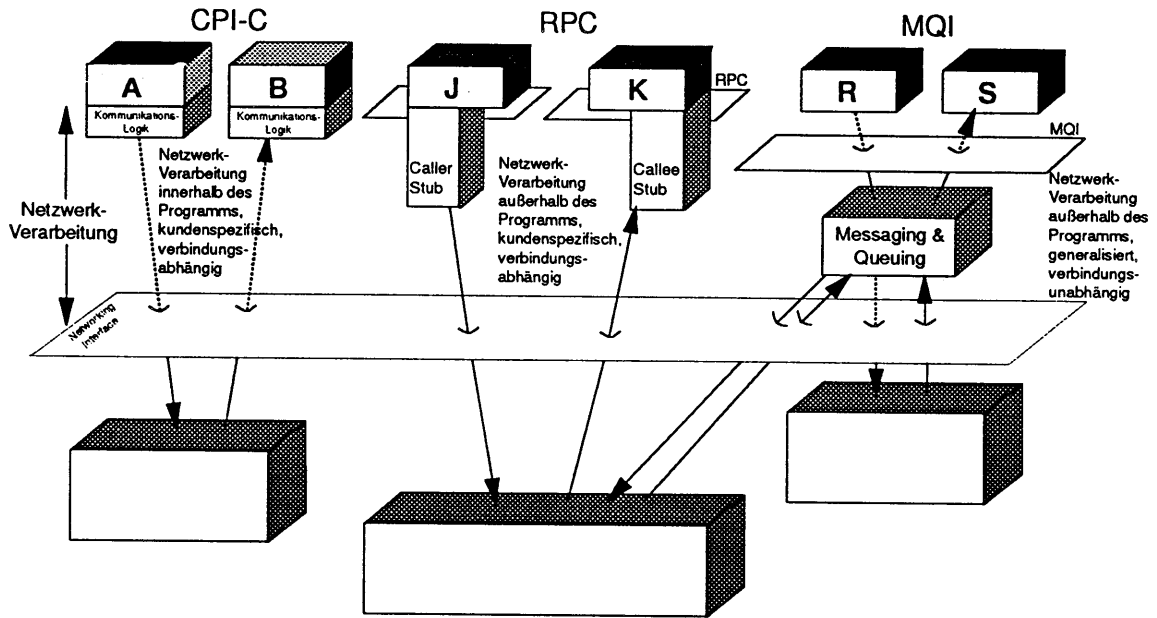 CPI-C
RPC
MQI
A
B
J
K
R
S
Kommunikations-
Logik
Kommunikations-
Logik
RPC
MQI
Caller
Stub
Callee
Stub
Netzwerk-
Verarbeitung
Netzwerk-
Verarbeitung
innerhalb des
Programms,
kundenspezifisch,
verbindungs-
abhängig
Netzwerk-
Verarbeitung
außerhalb des
Programms,
kundenspezifisch,
verbindungs-
abhängig
Messaging &
Queuing
Netzwerk-
Verarbeitung
außerhalb des
Programms,
generalisiert,
verbindungs-
unabhängig
Networking
Interface